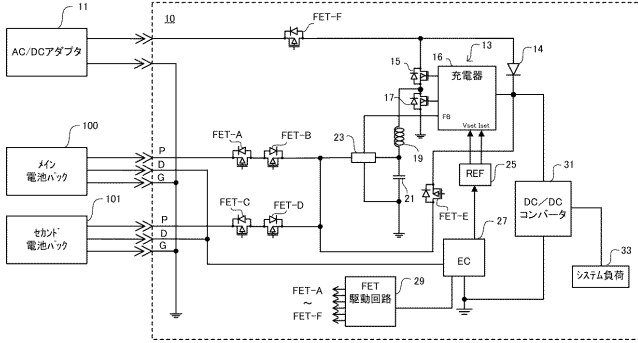 11
10
FET-F
AC/DCアダプタ
15
16
13
14
充電器
17
FB
Vset Iset
100
FET-A
FET-B
23
19
メイン
電池パック
P
D
G
21
REF
25
31
101
FET-C
FET-D
FET-E
DC/DC
コンバータ
セカンド
電池パック
P
D
G
27
EC
33
システム負荷
FET-A
～
FET-F
FET
駆動回路
29